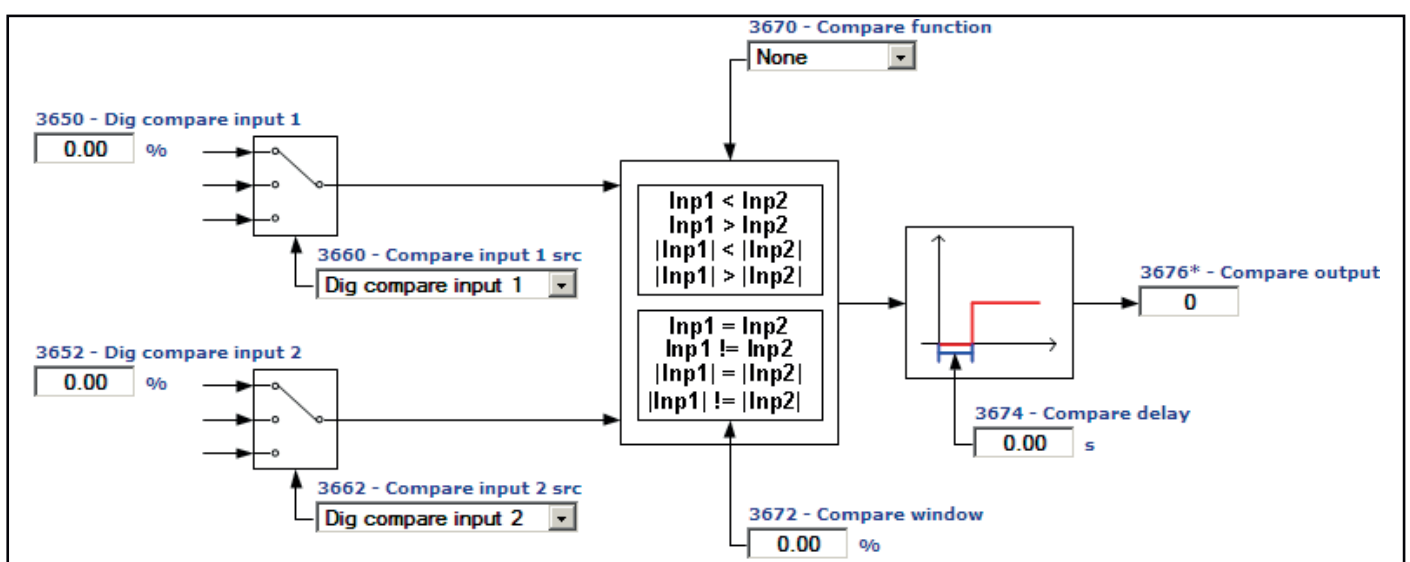 3670 - Compare function
None
3650 - Dig compare input 1
0.00 %
3660 - Compare input 1 src
Dig compare input 1
Inp1 < Inp2
Inp1 > Inp2
|Inp1| < |Inp2|
|Inp1| > |Inp2|
Inp1 = Inp2
Inp1 != Inp2
|Inp1| = |Inp2|
|Inp1| != |Inp2|
3676* - Compare output
0
3652 - Dig compare input 2
0.00 %
3674 - Compare delay
0.00 s
3662 - Compare input 2 src
Dig compare input 2
3672 - Compare window
0.00 %